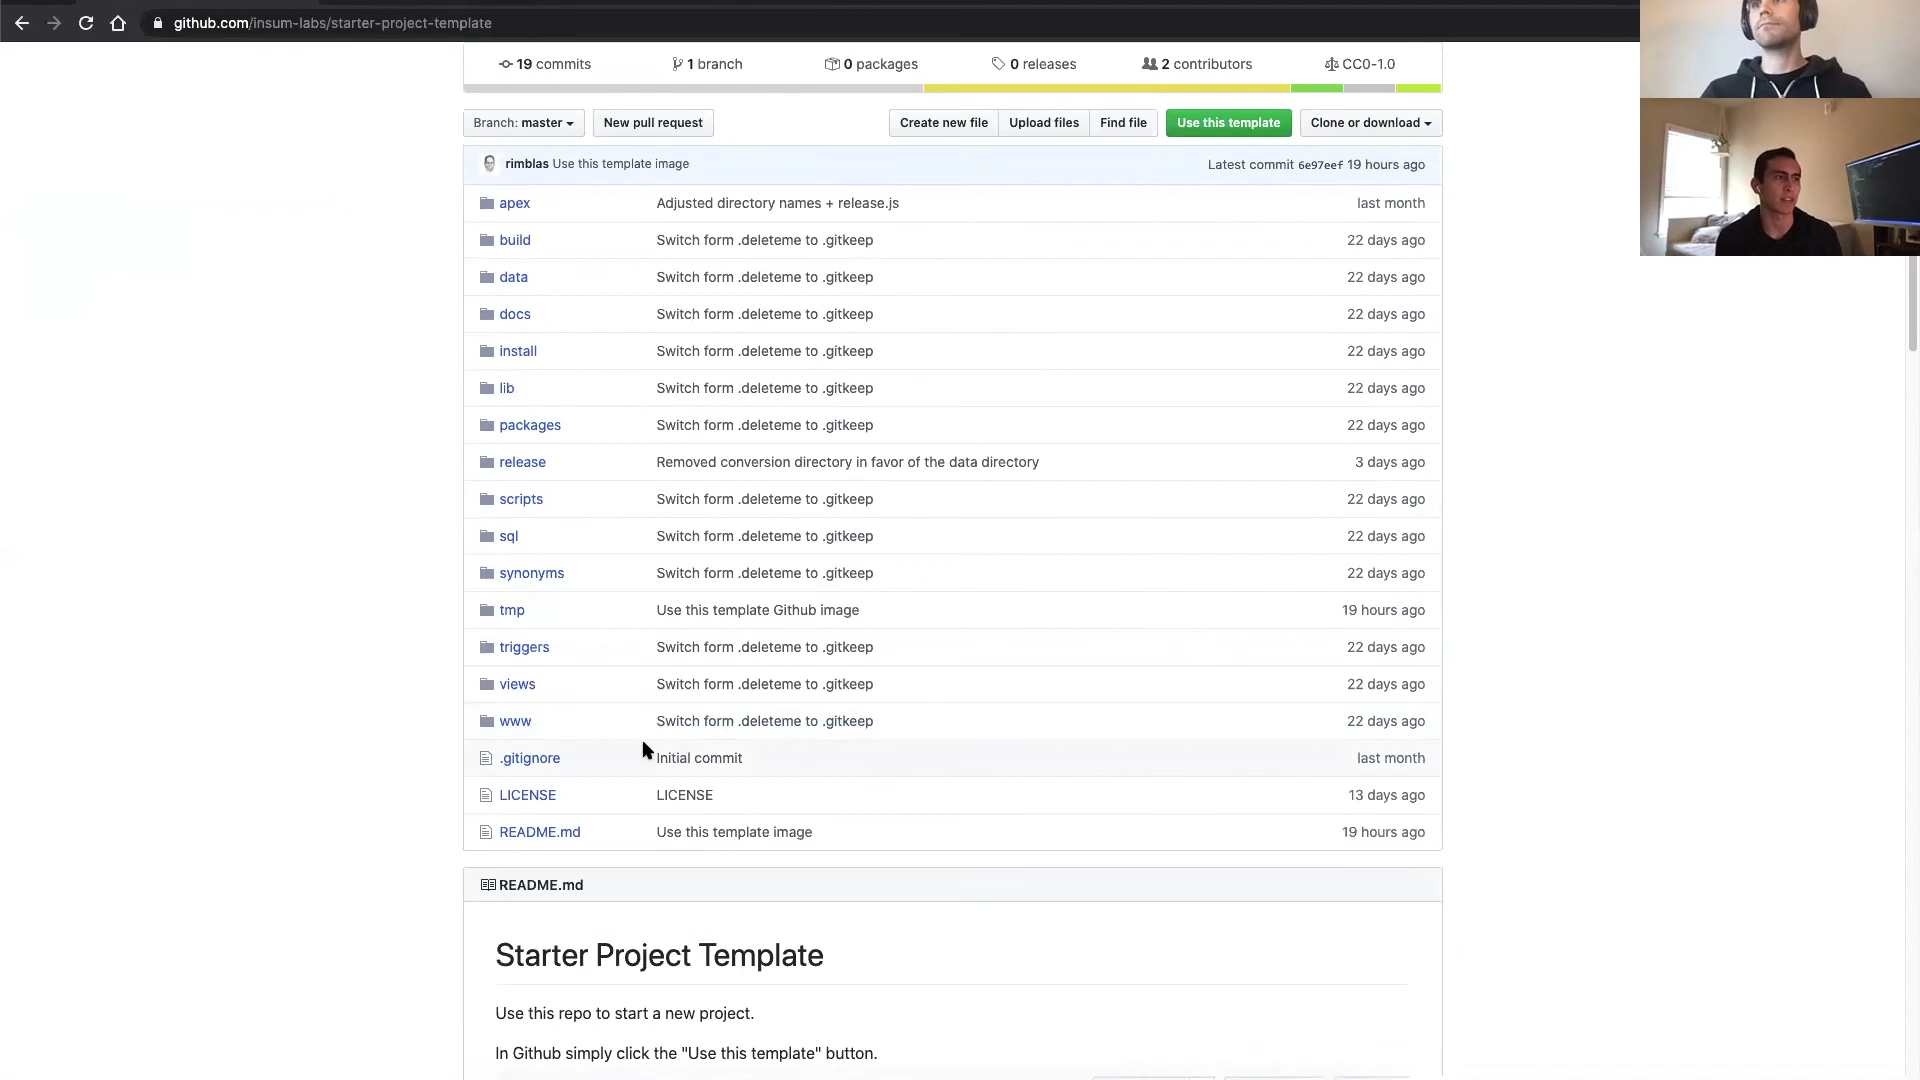 github.com/insum-labs/starter-project-template
19 commits 1 branch 0 packages 0 releases 2 contributors CC0-1.0
Branch: master New pull request Create new file Upload files Find file Use this template Clone or download
rimblas Use this template image Latest commit 6e97eef 19 hours ago
apex Adjusted directory names + release.js last month
build Switch form .deleteme to .gitkeep 22 days ago
data Switch form .deleteme to .gitkeep 22 days ago
docs Switch form .deleteme to .gitkeep 22 days ago
install Switch form .deleteme to .gitkeep 22 days ago
lib Switch form .deleteme to .gitkeep 22 days ago
packages Switch form .deleteme to .gitkeep 22 days ago
release Removed conversion directory in favor of the data directory 3 days ago
scripts Switch form .deleteme to .gitkeep 22 days ago
sql Switch form .deleteme to .gitkeep 22 days ago
synonyms Switch form .deleteme to .gitkeep 22 days ago
tmp Use this template Github image 19 hours ago
triggers Switch form .deleteme to .gitkeep 22 days ago
views Switch form .deleteme to .gitkeep 22 days ago
www Switch form .deleteme to .gitkeep 22 days ago
.gitignore Initial commit last month
LICENSE LICENSE 13 days ago
README.md Use this template image 19 hours ago
README.md
Starter Project Template
Use this repo to start a new project.
In Github simply click the "Use this template" button.